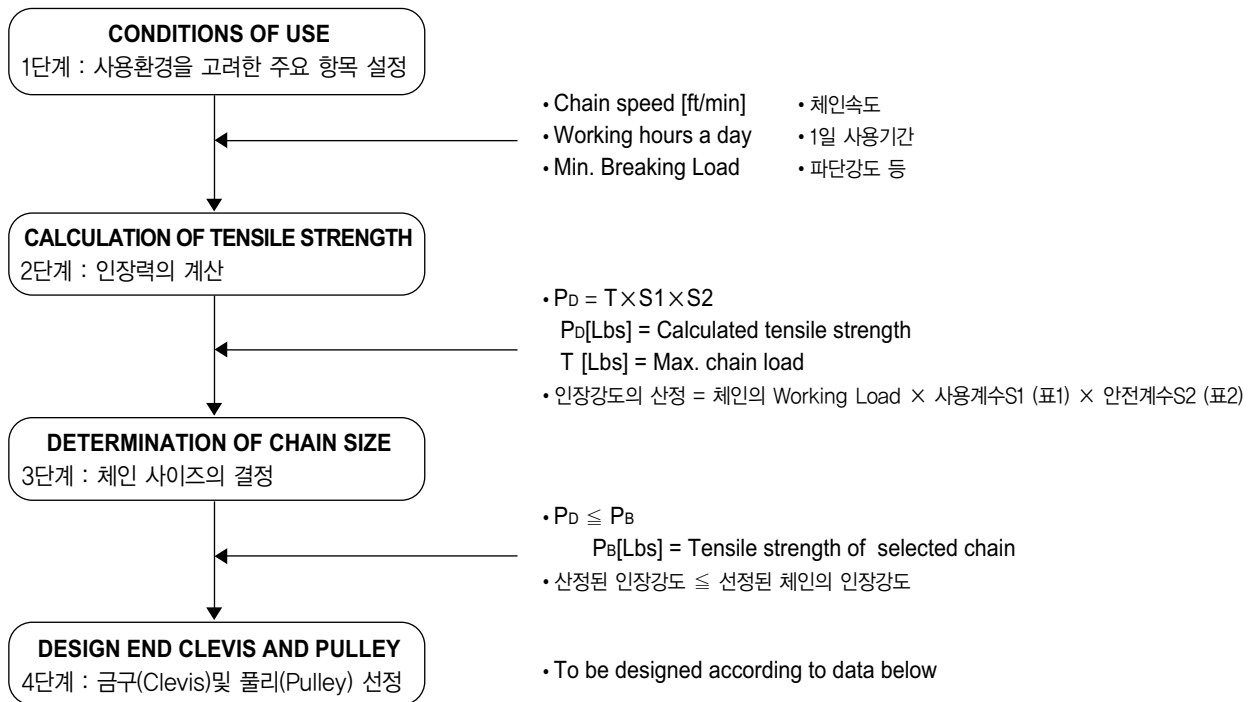 CONDITIONS OF USE
1단계 : 사용환경을 고려한 주요 항목 설정
• Chain speed [ft/min] • 체인속도
• Working hours a day • 1일 사용기간
• Min. Breaking Load • 파단강도 등
CALCULATION OF TENSILE STRENGTH
2단계 : 인장력의 계산
• PD = T×S1×S2
PD[Lbs] = Calculated tensile strength
T [Lbs] = Max. chain load
• 인장강도의 산정 = 체인의 Working Load × 사용계수S1 (표1) × 안전계수S2 (표2)
DETERMINATION OF CHAIN SIZE
3단계 : 체인 사이즈의 결정
• PD ≦ PB
PB[Lbs] = Tensile strength of selected chain
• 산정된 인장강도 ≦ 선정된 체인의 인장강도
DESIGN END CLEVIS AND PULLEY
4단계 : 금구(Clevis)및 풀리(Pulley) 선정
• To be designed according to data below